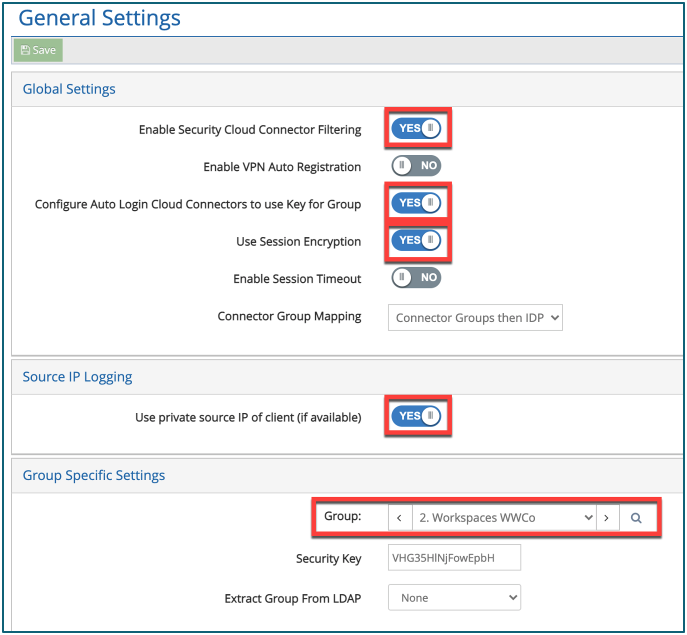 General Settings
Save
Global Settings
Enable Security Cloud Connector Filtering YES
Enable VPN Auto Registration NO
Configure Auto Login Cloud Connectors to use Key for Group YES
Use Session Encryption YES
Enable Session Timeout NO
Connector Group Mapping Connector Groups then IDP
Source IP Logging
Use private source IP of client (if available) YES
Group Specific Settings
Group: < 2. Workspaces WWCo >
Security Key VHG35HlNjFowEpbH
Extract Group From LDAP None